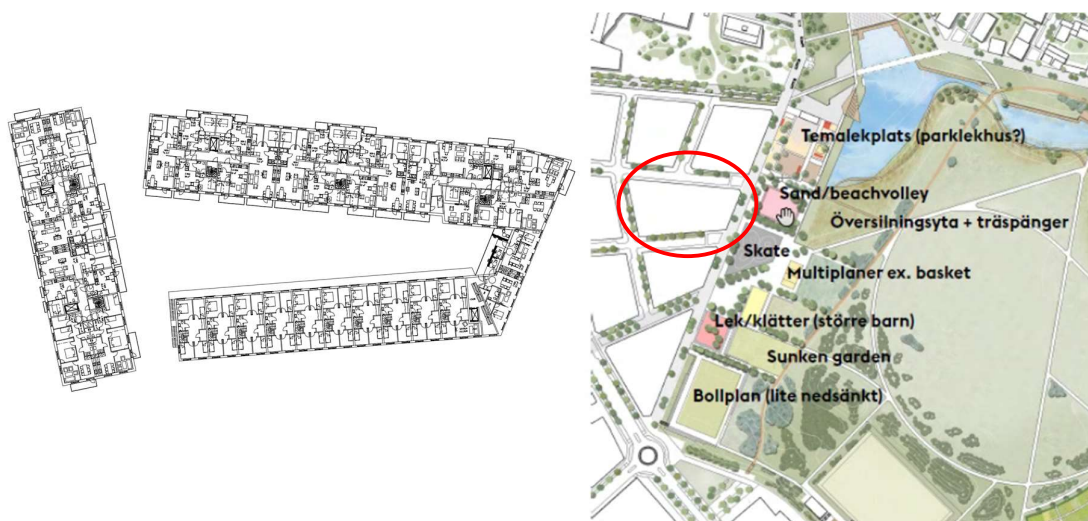 Temalekplats (parklekhus?)
Sand/beachvolley
Översilningsyta + träspänger
Skate
Multiplaner ex. basket
Lek/klätter (större barn)
Sunken garden
Bollplan (lite nedsänkt)